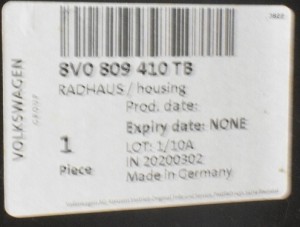 1622
8V0 809 410 TB
RADHAUS / housing
Prod. date:
Expiry date: NONE
1
LOT: 1/10A
IN 20200302
Piece
Made in Germany
VOLKSWAGEN
GROUP